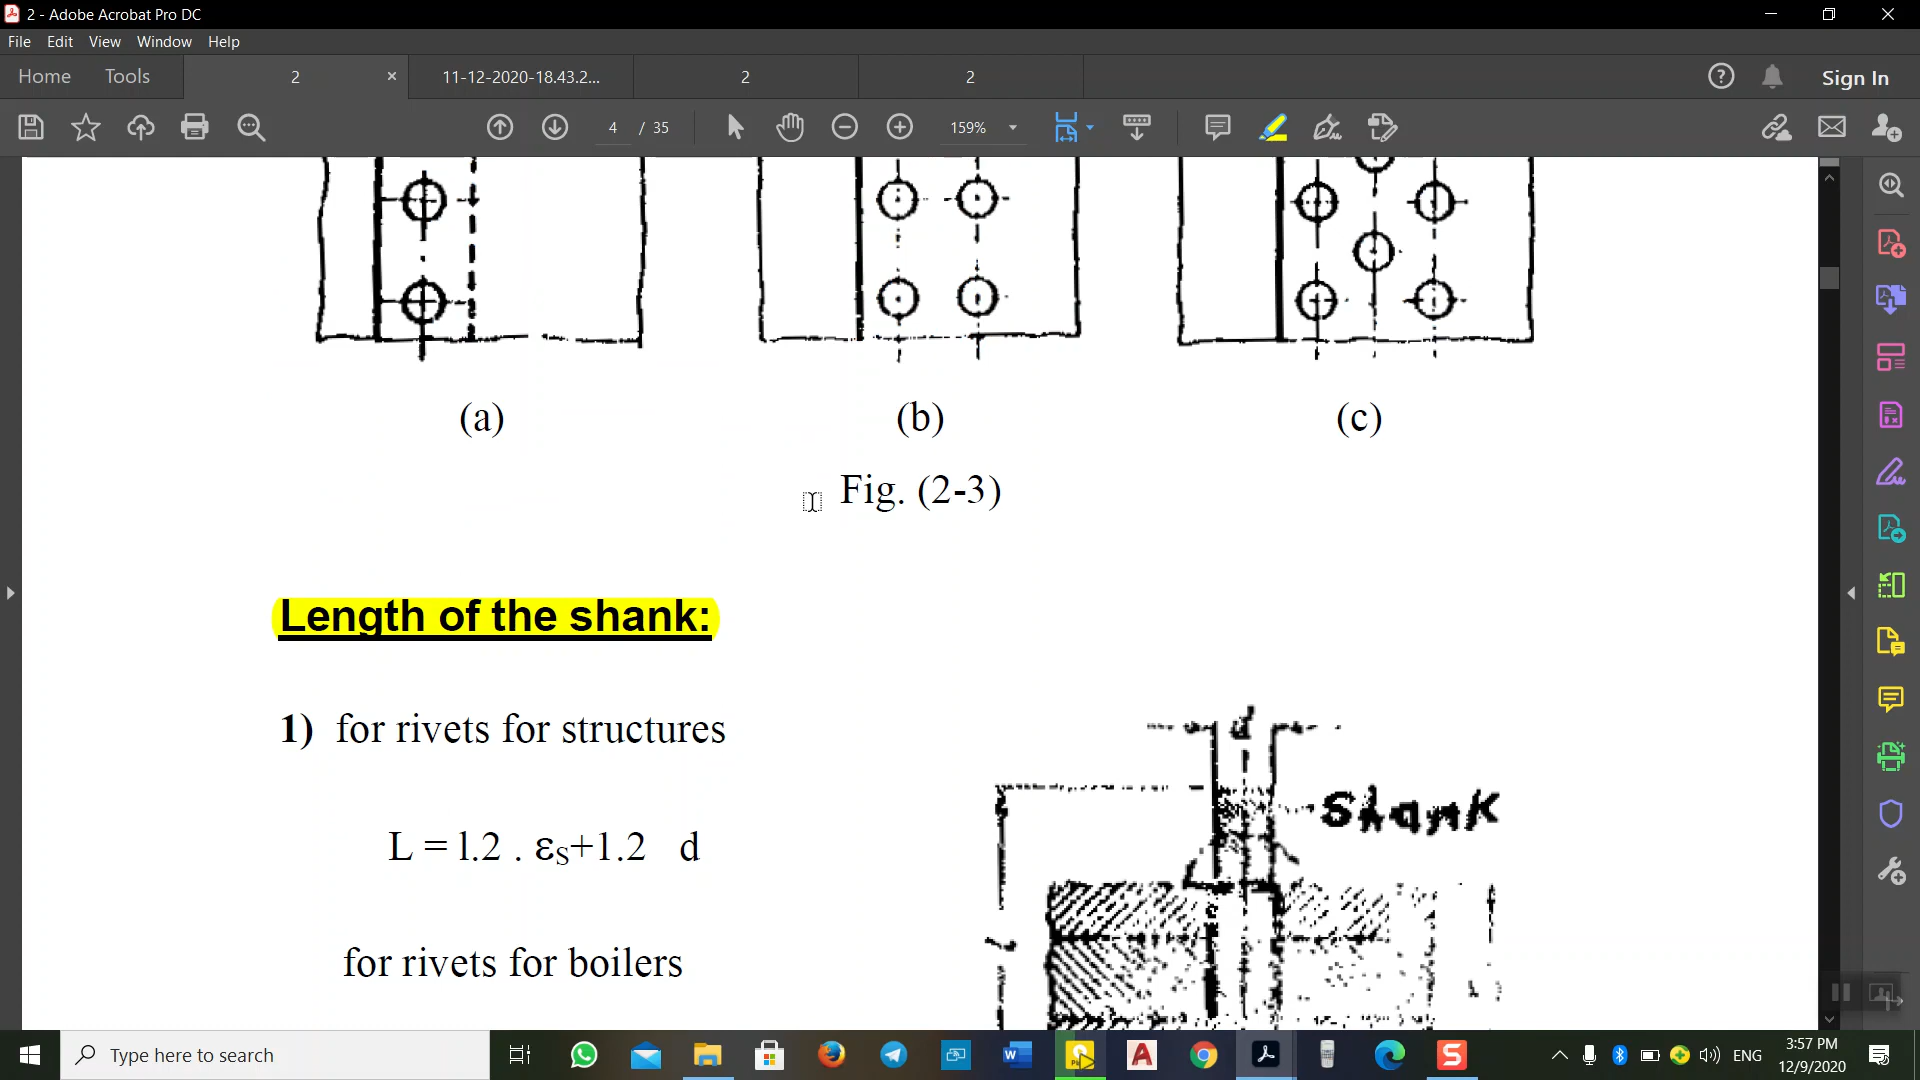 2 - Adobe Acrobat Pro DC
File Edit View Window Help
Home Tools 2 11-12-2020-18.43.2... 2 2 Sign In
4 / 35 159%
(a) (b) (c)
Fig. (2-3)
Length of the shank:
1) for rivets for structures
d
Shank
L = l.2 . εS+1.2 d
for rivets for boilers
Type here to search
ENG
3:57 PM
12/9/2020